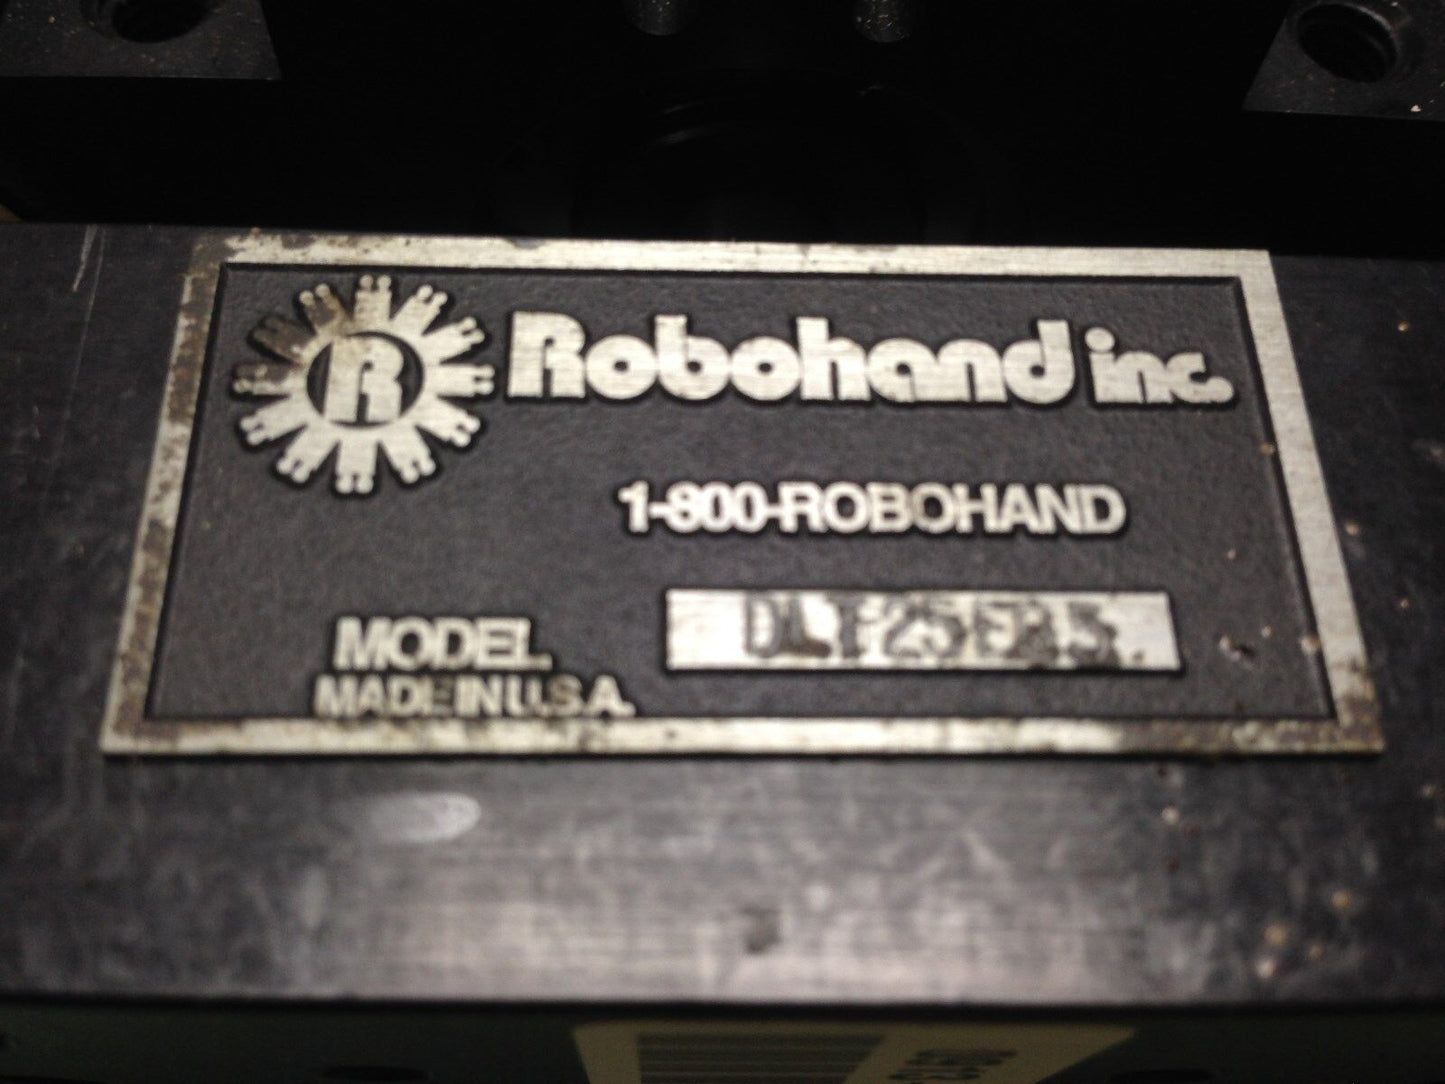 R
Robohand inc.
1-800-ROBOHAND
MODEL.
MADE IN U.S.A.